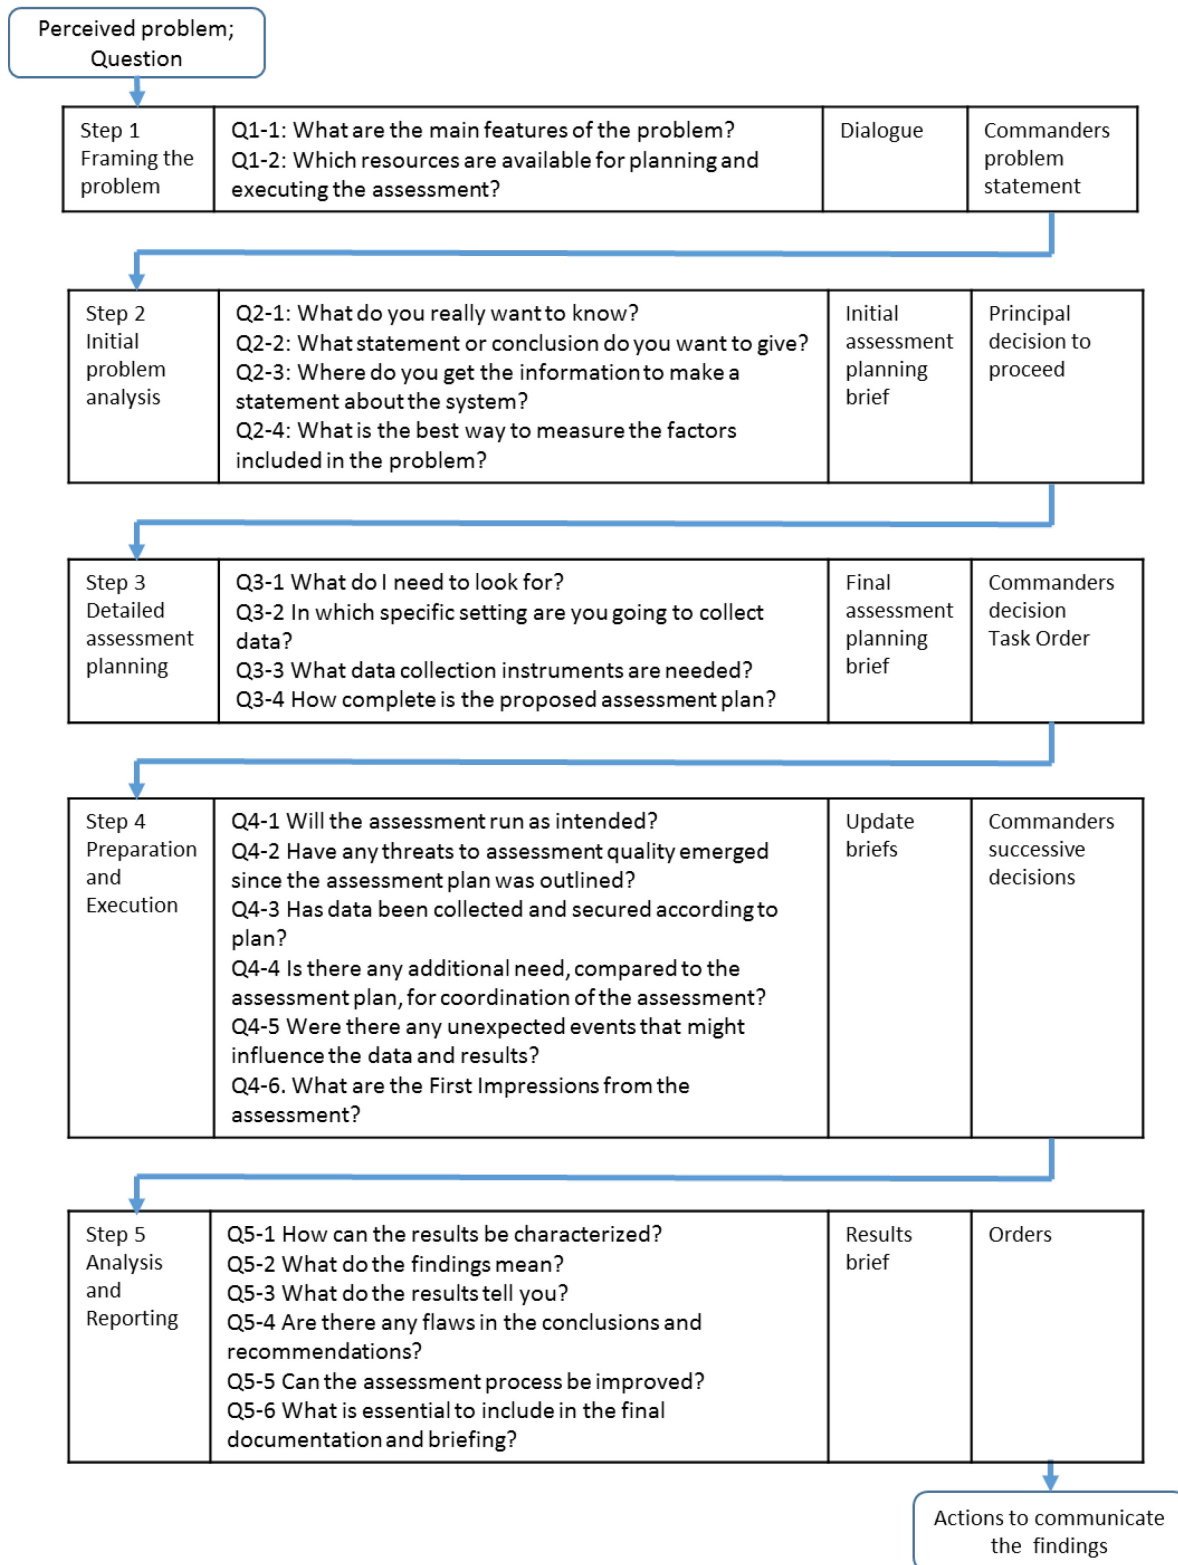 Perceived problem;
Question
Step 1
Framing the
problem
Q1-1: What are the main features of the problem?
Q1-2: Which resources are available for planning and
executing the assessment?
Dialogue
Commanders
problem
statement
Step 2
Initial
problem
analysis
Q2-1: What do you really want to know?
Q2-2: What statement or conclusion do you want to give?
Q2-3: Where do you get the information to make a
statement about the system?
Q2-4: What is the best way to measure the factors
included in the problem?
Initial
assessment
planning
brief
Principal
decision to
proceed
Step 3
Detailed
assessment
planning
Q3-1 What do I need to look for?
Q3-2 In which specific setting are you going to collect
data?
Q3-3 What data collection instruments are needed?
Q3-4 How complete is the proposed assessment plan?
Final
assessment
planning
brief
Commanders
decision
Task Order
Step 4
Preparation
and
Execution
Q4-1 Will the assessment run as intended?
Q4-2 Have any threats to assessment quality emerged
since the assessment plan was outlined?
Q4-3 Has data been collected and secured according to
plan?
Q4-4 Is there any additional need, compared to the
assessment plan, for coordination of the assessment?
Q4-5 Were there any unexpected events that might
influence the data and results?
Q4-6. What are the First Impressions from the
assessment?
Update
briefs
Commanders
successive
decisions
Step 5
Analysis
and
Reporting
Q5-1 How can the results be characterized?
Q5-2 What do the findings mean?
Q5-3 What do the results tell you?
Q5-4 Are there any flaws in the conclusions and
recommendations?
Q5-5 Can the assessment process be improved?
Q5-6 What is essential to include in the final
documentation and briefing?
Results
brief
Orders
Actions to communicate
the findings